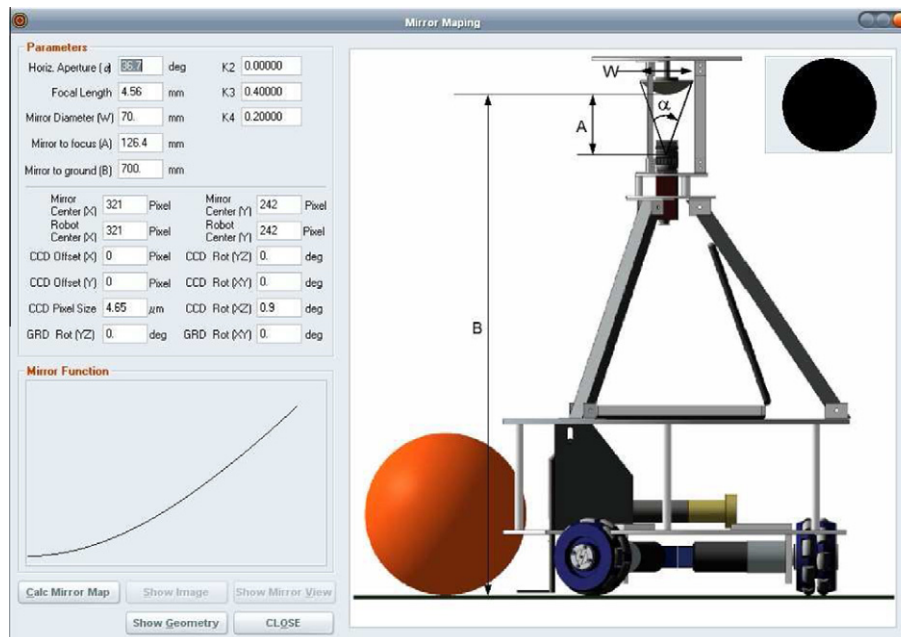 Mirror Maping
Parameters
Horiz. Aperture (α) 36.7 deg K2 0.00000
Focal Length 4.56 mm K3 0.40000
Mirror Diameter (W) 70. mm K4 0.20000
Mirror to focus (A) 126.4 mm
Mirror to ground (B) 700. mm
Mirror Center (X) 321 Pixel Mirror Center (Y) 242 Pixel
Robot Center (X) 321 Pixel Robot Center (Y) 242 Pixel
CCD Offset (X) 0 Pixel CCD Rot (YZ) 0. deg
CCD Offset (Y) 0 Pixel CCD Rot (XY) 0. deg
CCD Pixel Size 4.65 μm CCD Rot (XZ) 0.9 deg
GRD Rot (YZ) 0. deg GRD Rot (XY) 0. deg
Mirror Function
Calc Mirror Map Show Image Show Mirror View
Show Geometry CLOSE
W
α
A
B